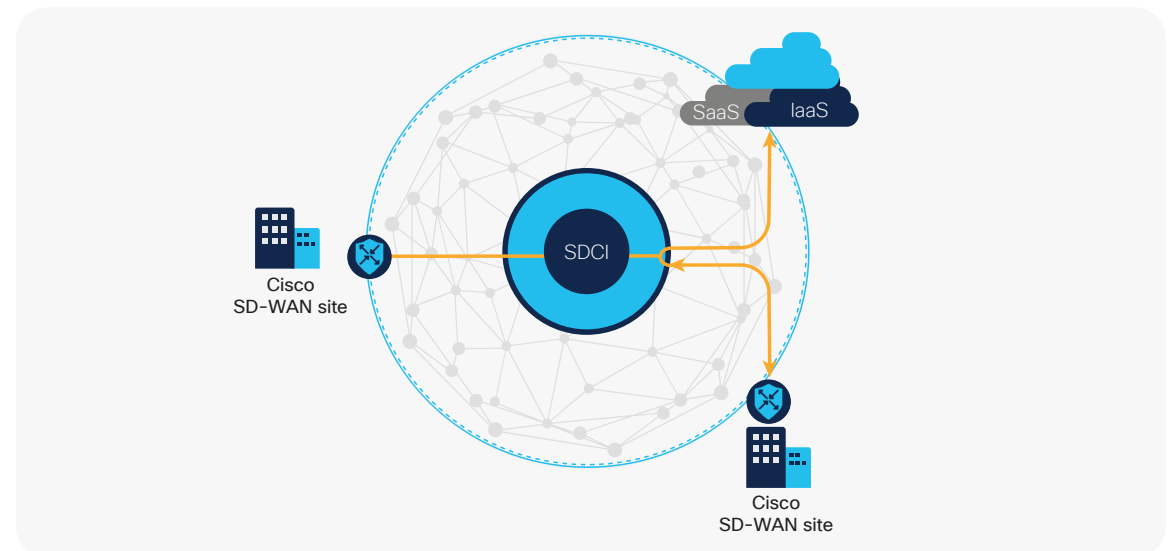 SaaS
IaaS
SDCI
Cisco
SD-WAN site
Cisco
SD-WAN site